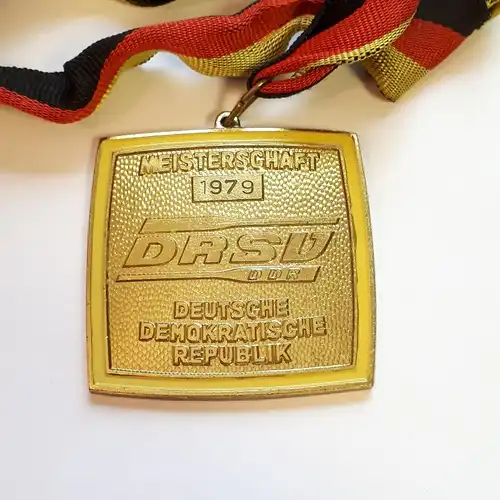 MEISTERSCHAFT
1979
DRSV
DDR
DEUTSCHE
DEMOKRATISCHE
REPUBLIK